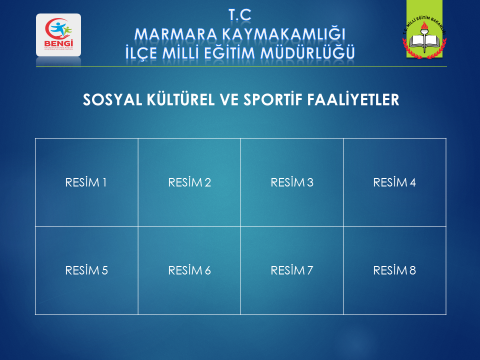 T.C
MARMARA KAYMAKAMLIĞI
İLÇE MİLLİ EĞİTİM MÜDÜRLÜĞÜ
BENGİ
SOSYAL KÜLTÜREL VE SPORTİF FAALİYETLER
RESİM 1
RESİM 2
RESİM 3
RESİM 4
RESİM 5
RESİM 6
RESİM 7
RESİM 8